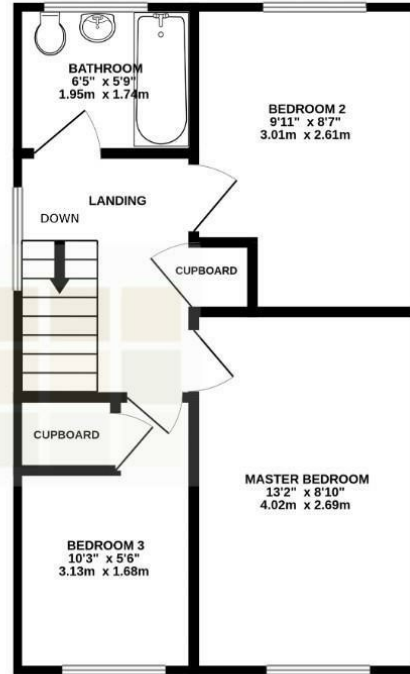 BATHROOM
6'5" x 5'9"
1.95m x 1.74m
BEDROOM 2
9'11" x 8'7"
3.01m x 2.61m
LANDING
DOWN
CUPBOARD
CUPBOARD
MASTER BEDROOM
13'2" x 8'10"
4.02m x 2.69m
BEDROOM 3
10'3" x 5'6"
3.13m x 1.68m